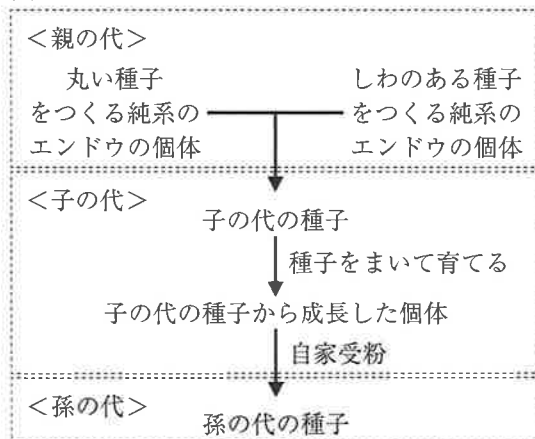 ＜親の代＞
丸い種子
をつくる純系の
エンドウの個体
しわのある種子
をつくる純系の
エンドウの個体
＜子の代＞
子の代の種子
種子をまいて育てる
子の代の種子から成長した個体
自家受粉
＜孫の代＞
孫の代の種子